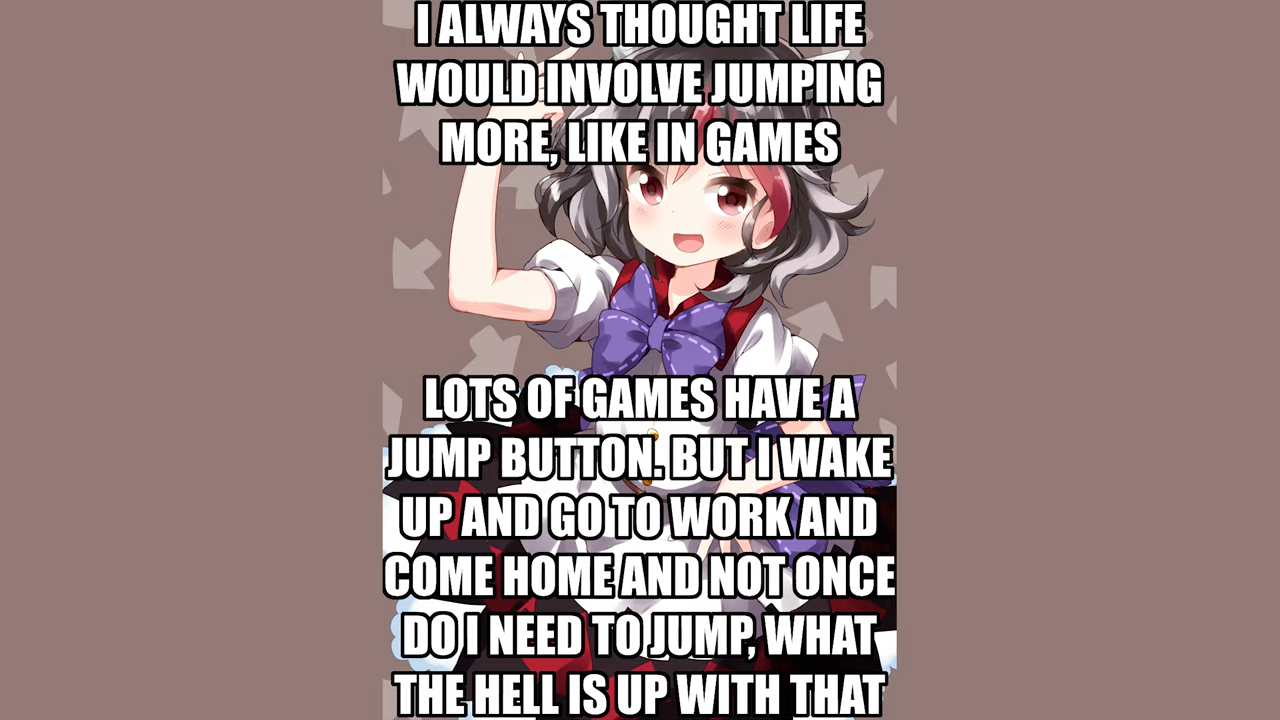 I ALWAYS THOUGHT LIFE
WOULD INVOLVE JUMPING
MORE, LIKE IN GAMES
LOTS OF GAMES HAVE A
JUMP BUTTON. BUT I WAKE
UP AND GO TO WORK AND
COME HOME AND NOT ONCE
DO I NEED TO JUMP, WHAT
THE HELL IS UP WITH THAT